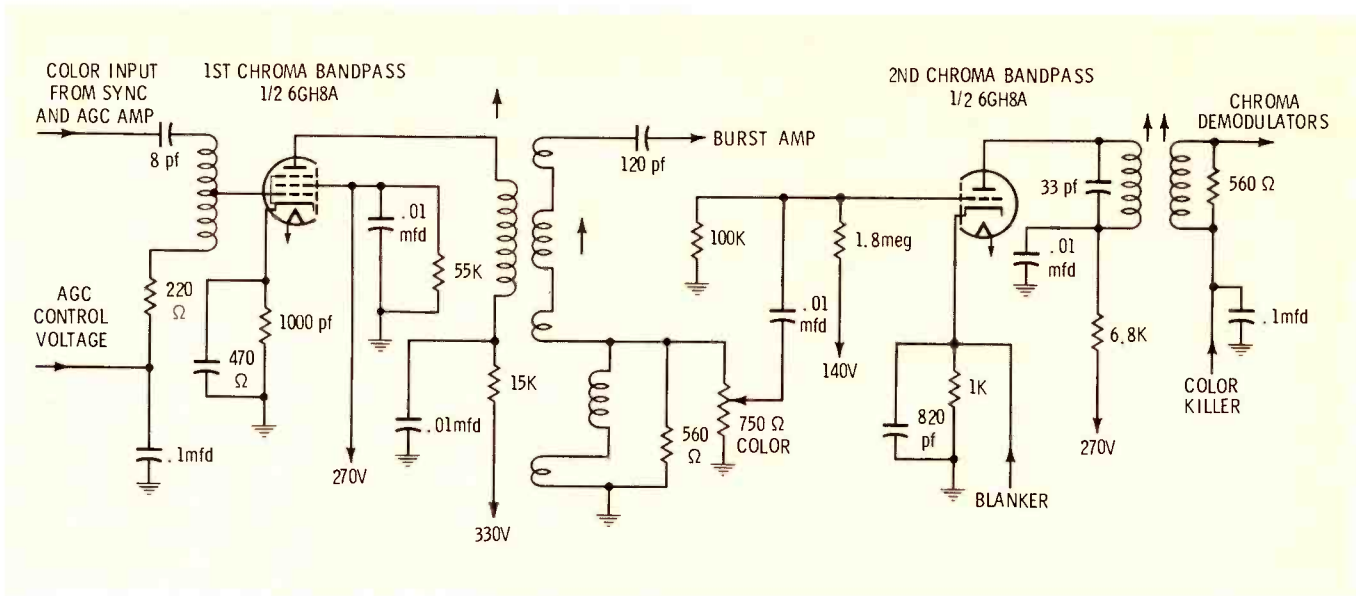 COLOR INPUT
FROM SYNC
AND AGC AMP
1ST CHROMA BANDPASS
1/2 6GH8A
8 pf
220
Ω
AGC
CONTROL
VOLTAGE
.1mfd
470
Ω
1000 pf
.01
mfd
55K
270V
.01mfd
15K
330V
120 pf
BURST AMP
560
Ω
750 Ω
COLOR
100K
.01
mfd
1.8meg
140V
2ND CHROMA BANDPASS
1/2 6GH8A
33 pf
.01
mfd
6.8K
270V
820
pf
1K
BLANKER
CHROMA
DEMODULATORS
560 Ω
.1mfd
COLOR
KILLER